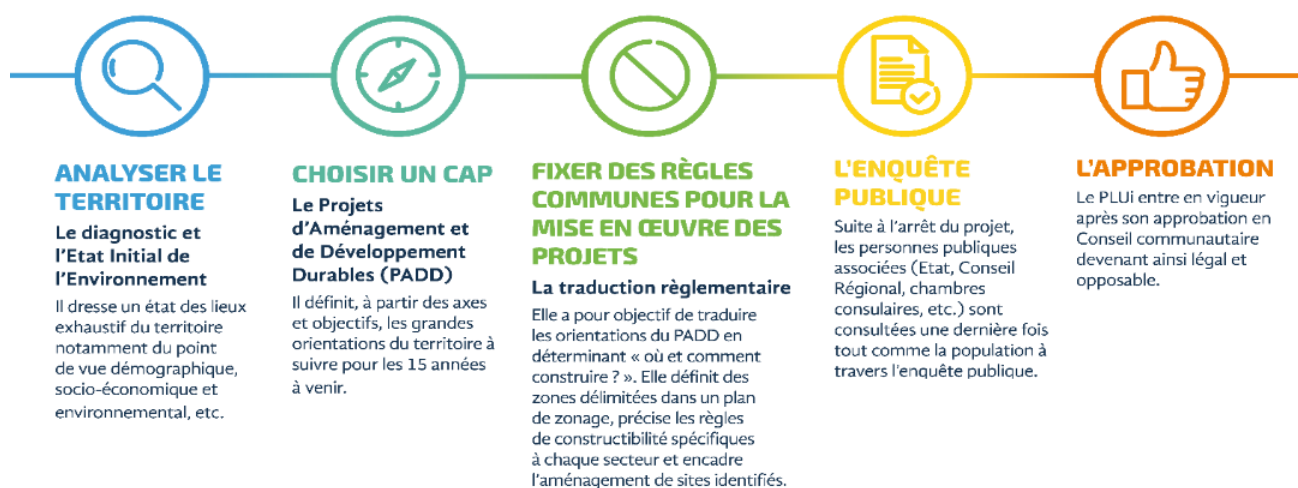 ANALYSER LE
TERRITOIRE
Le diagnostic et
l'Etat Initial de
l'Environnement
Il dresse un état des lieux
exhaustif du territoire
notamment du point
de vue démographique,
socio-économique et
environnemental, etc.
CHOISIR UN CAP
Le Projets
d'Aménagement et
de Développement
Durables (PADD)
Il définit, à partir des axes
et objectifs, les grandes
orientations du territoire à
suivre pour les 15 années
à venir.
FIXER DES RÈGLES
COMMUNES POUR LA
MISE EN ŒUVRE DES
PROJETS
La traduction règlementaire
Elle a pour objectif de traduire
les orientations du PADD en
déterminant « où et comment
construire ? ». Elle définit des
zones délimitées dans un plan
de zonage, précise les règles
de constructibilité spécifiques
à chaque secteur et encadre
l'aménagement de sites identifiés.
L'ENQUÊTE
PUBLIQUE
Suite à l'arrêt du projet,
les personnes publiques
associées (Etat, Conseil
Régional, chambres
consulaires, etc.) sont
consultées une dernière fois
tout comme la population à
travers l'enquête publique.
L'APPROBATION
Le PLUi entre en vigueur
après son approbation en
Conseil communautaire
devenant ainsi légal et
opposable.